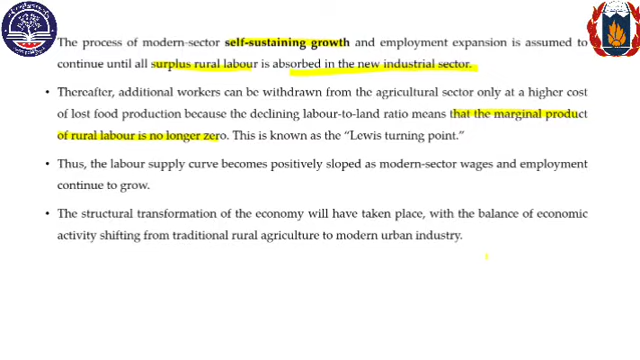 The process of modern-sector self-sustaining growth and employment expansion is assumed to
continue until all surplus rural labour is absorbed in the new industrial sector.
• Thereafter, additional workers can be withdrawn from the agricultural sector only at a higher cost
of lost food production because the declining labour-to-land ratio means that the marginal product
of rural labour is no longer zero. This is known as the “Lewis turning point.”
• Thus, the labour supply curve becomes positively sloped as modern-sector wages and employment
continue to grow.
• The structural transformation of the economy will have taken place, with the balance of economic
activity shifting from traditional rural agriculture to modern urban industry.